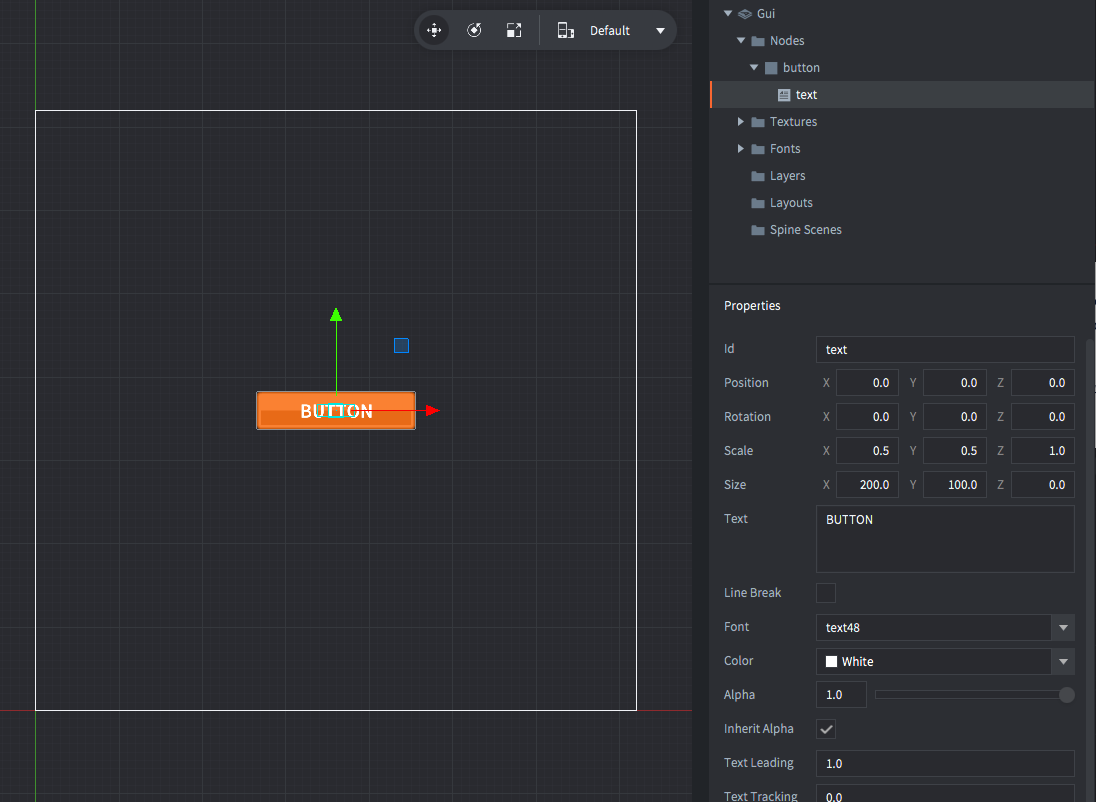 Default
BUTTON
Gui
Nodes
button
text
Textures
Fonts
Layers
Layouts
Spine Scenes
Properties
Id text
Position X 0.0 Y 0.0 Z 0.0
Rotation X 0.0 Y 0.0 Z 0.0
Scale X 0.5 Y 0.5 Z 1.0
Size X 200.0 Y 100.0 Z 0.0
Text BUTTON
Line Break
Font text48
Color White
Alpha 1.0
Inherit Alpha
Text Leading 1.0
Text Tracking 0.0